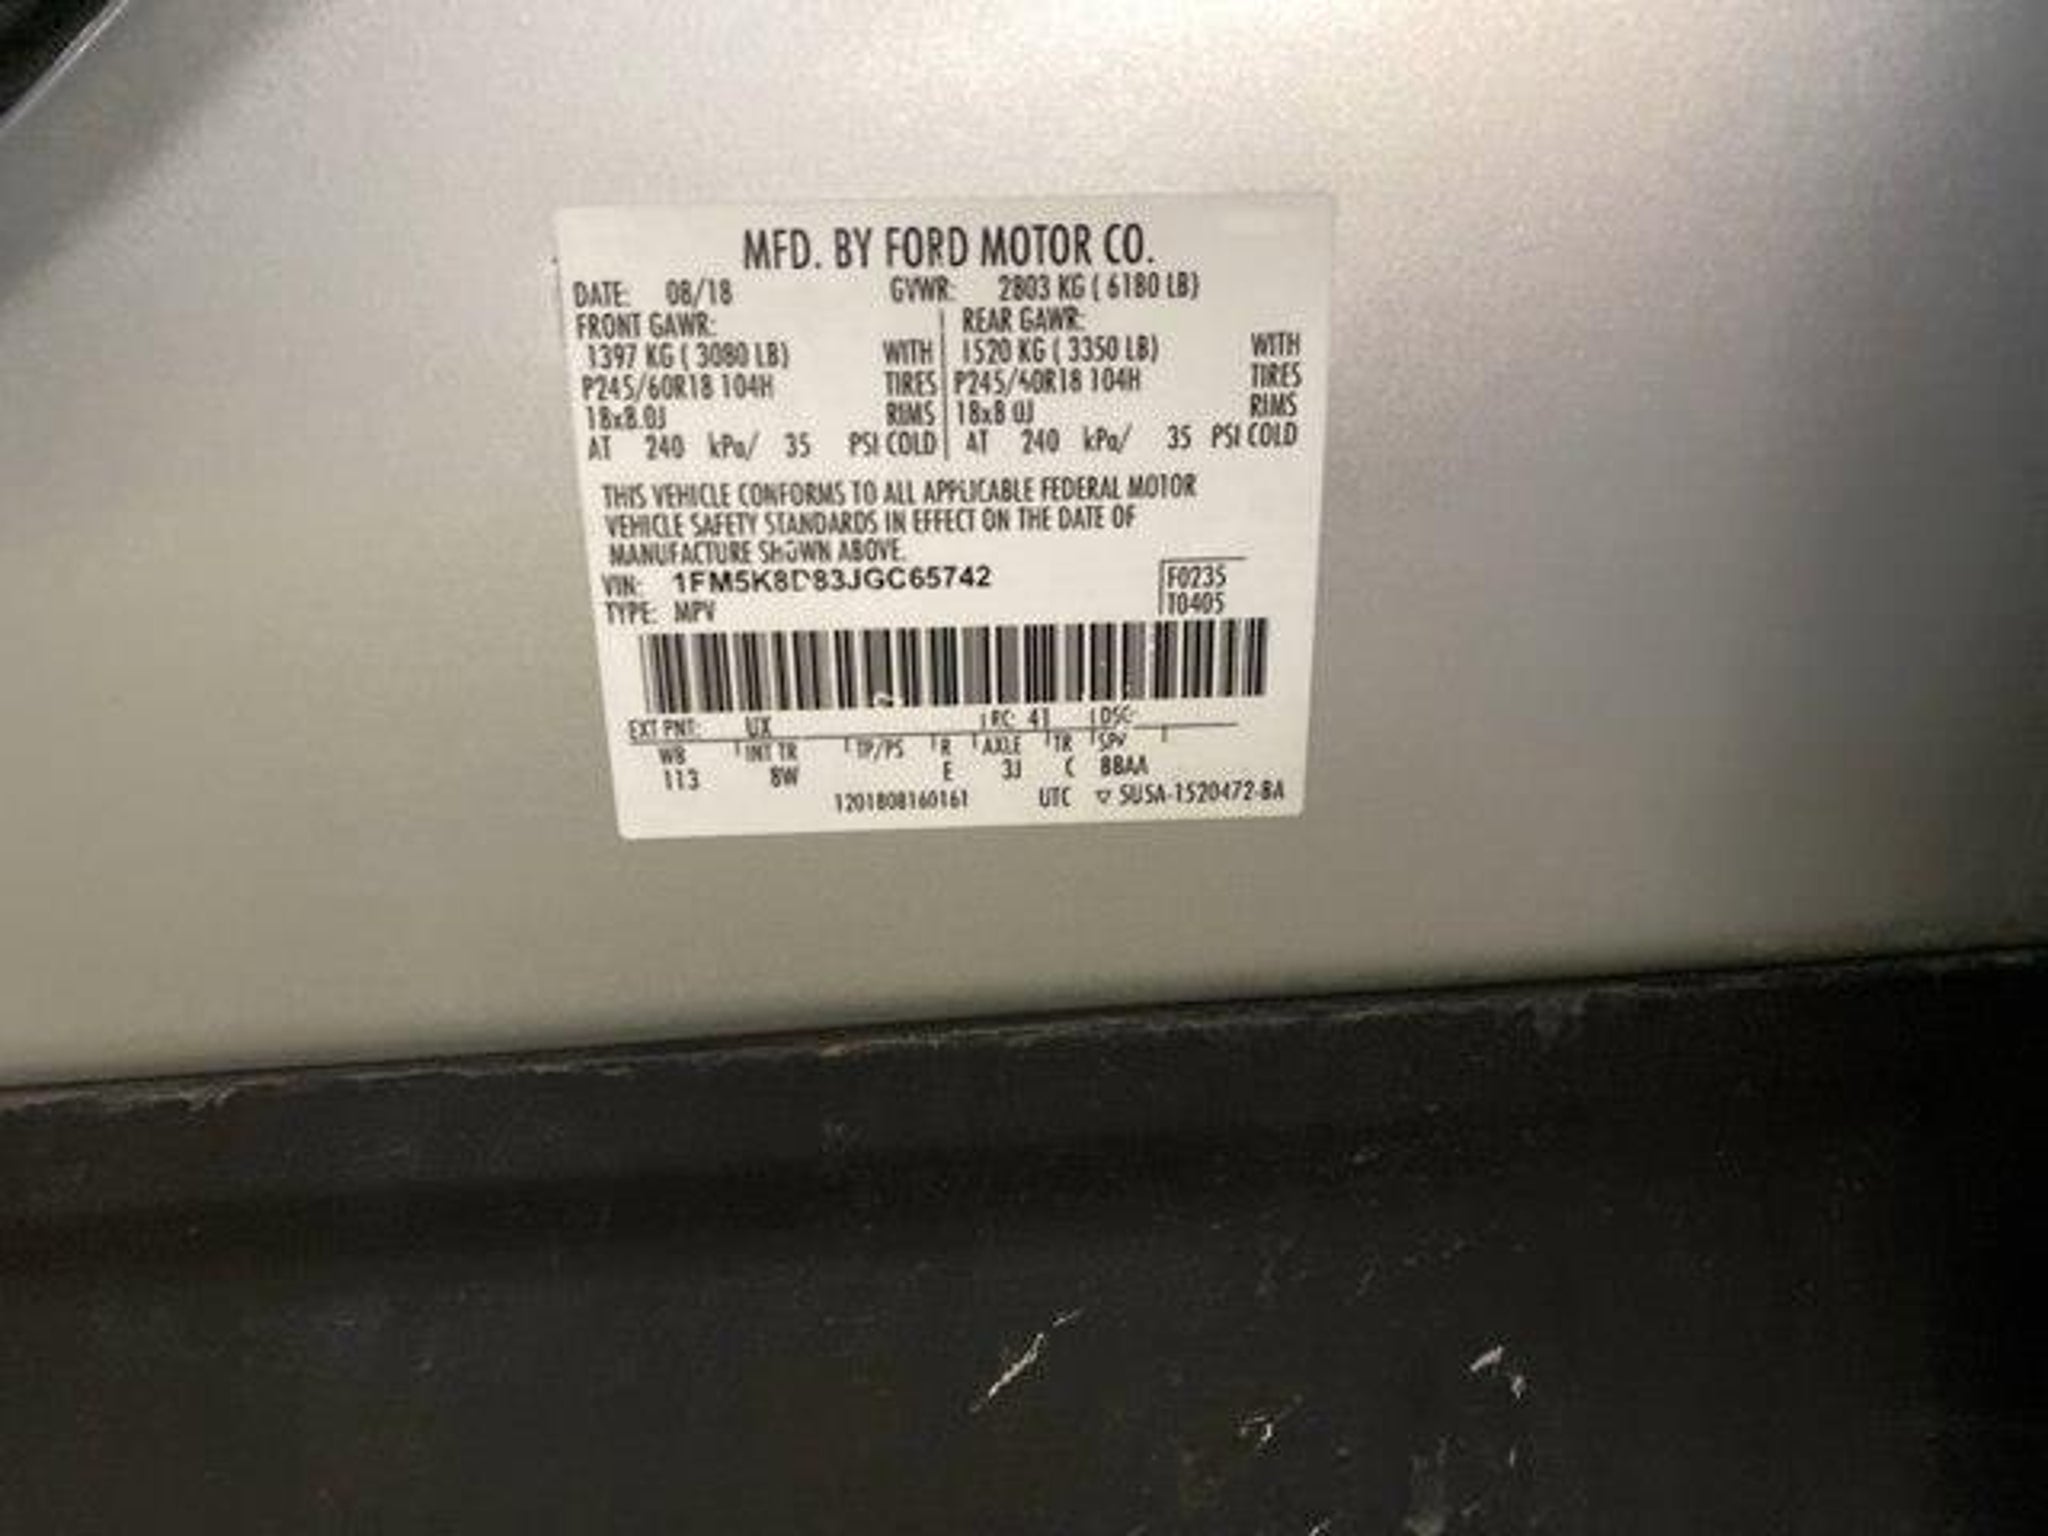 MFD. BY FORD MOTOR CO.
DATE: 08/18 GVWR: 2803 KG ( 6180 LB)
FRONT GAWR: REAR GAWR:
1397 KG ( 3080 LB) WITH 1520 KG ( 3350 LB) WITH
P245/60R18 104H TIRES P245/60R18 104H TIRES
18x8.0J RIMS 18x8.0J RIMS
AT 240 kPa/ 35 PSI COLD AT 240 kPa/ 35 PSI COLD
THIS VEHICLE CONFORMS TO ALL APPLICABLE FEDERAL MOTOR
VEHICLE SAFETY STANDARDS IN EFFECT ON THE DATE OF
MANUFACTURE SHOWN ABOVE.
VIN: 1FM5K8D83JGC65742 F0235
TYPE: MPV T0405
EXT PNT: UX RC: 41 DSO:
WB INT TR TP/PS R AXLE TR SPR
113 8W E 3J C BBAA
1201808160161 UTC ▽ SUSA-1520472-BA